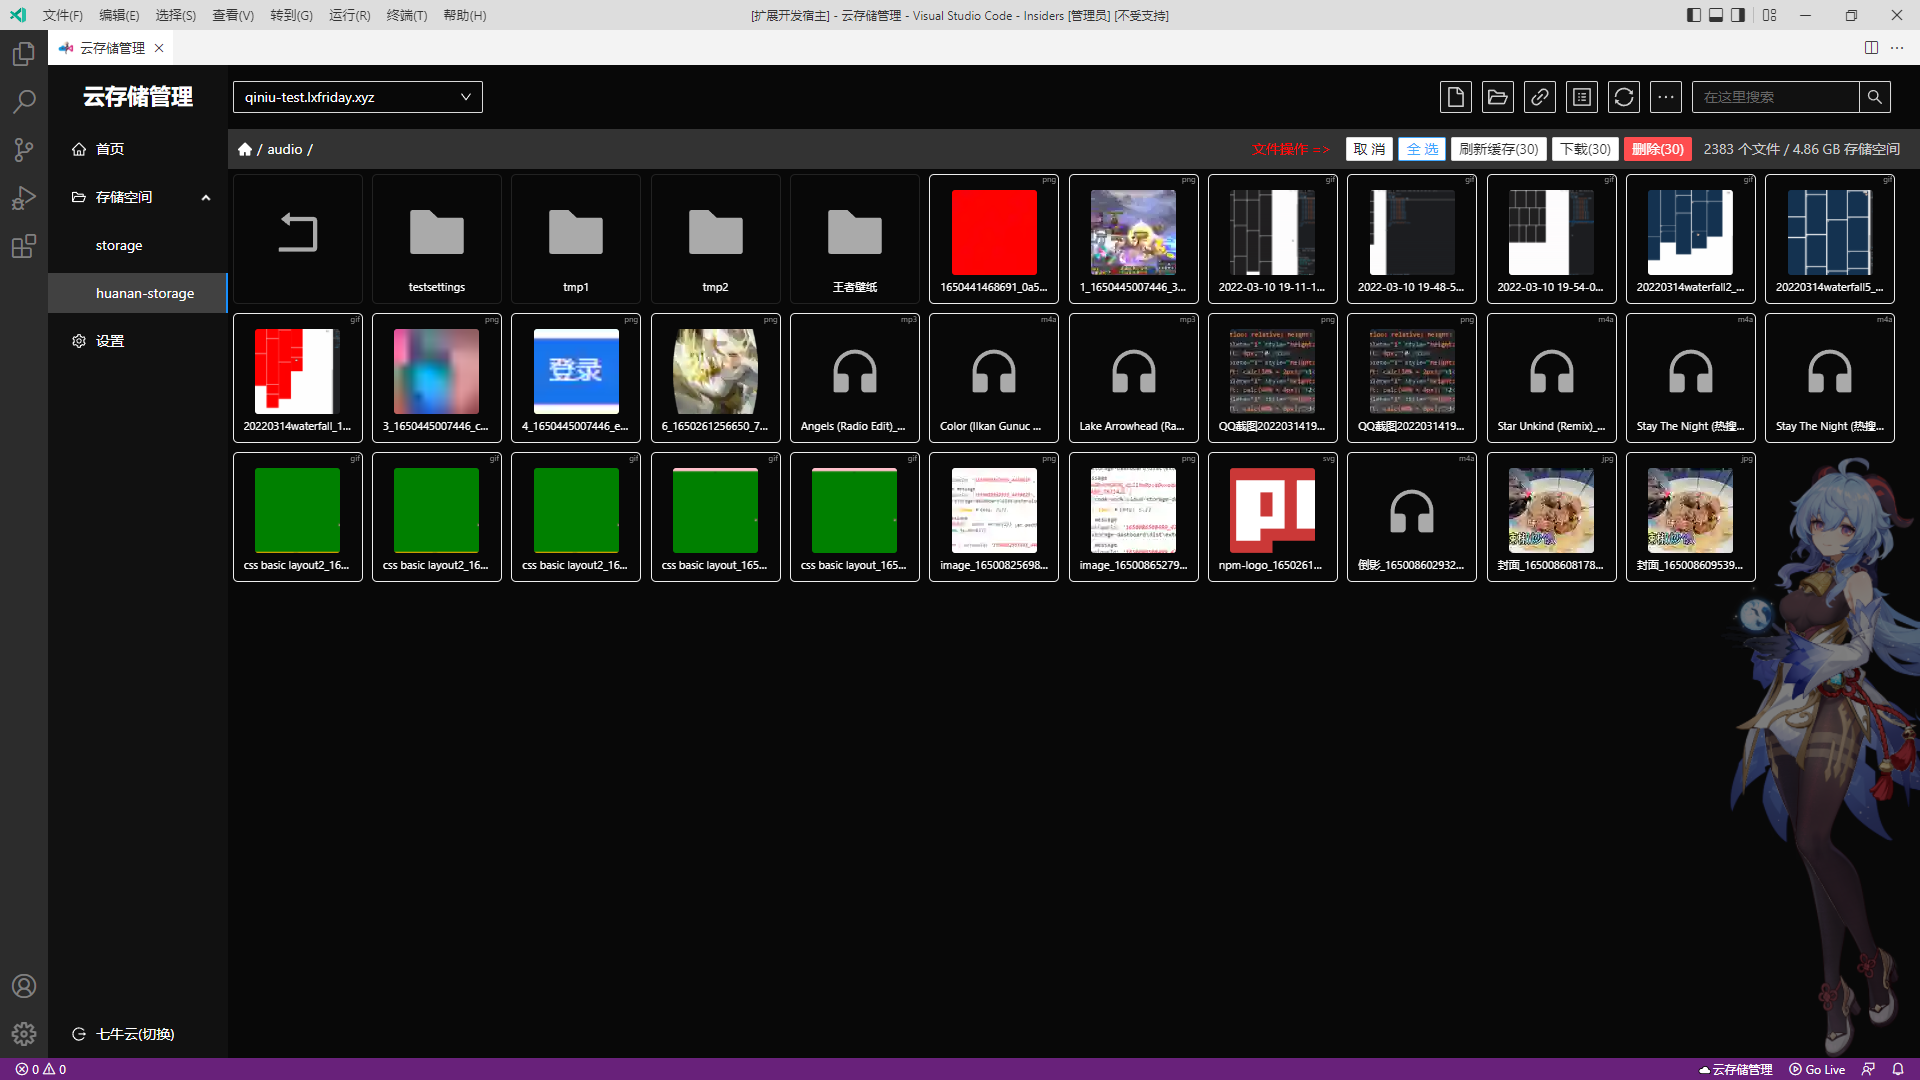 文件(F) 编辑(E) 选择(S) 查看(V) 转到(G) 运行(R) 终端(T) 帮助(H) [扩展开发宿主] - 云存储管理 - Visual Studio Code - Insiders [管理员] [不受支持]
云存储管理
云存储管理
qiniu-test.lxfriday.xyz
在这里搜索
首页
存储空间
storage
huanan-storage
设置
七牛云(切换)
/ audio /
文件操作 => 取 消 全 选 刷新缓存(30) 下载(30) 删除(30) 2383 个文件 / 4.86 GB 存储空间
png png gif gif gif gif gif
testsettings tmp1 tmp2 王者壁纸 1650441468691_0a5... 1_1650445007446_3... 2022-03-10 19-11-1... 2022-03-10 19-48-5... 2022-03-10 19-54-0... 20220314waterfall2_... 20220314waterfall5_...
gif png png png mp3 m4a mp3 png png m4a m4a m4a
登录
20220314waterfall_1... 3_1650445007446_c... 4_1650445007446_e... 6_1650261256650_7... Angels (Radio Edit)_... Color (Ilkan Gunuc ... Lake Arrowhead (Ra... QQ截图2022031419... QQ截图2022031419... Star Unkind (Remix)_... Stay The Night (热搜... Stay The Night (热搜...
gif gif gif gif gif png png svg m4a jpg jpg
css basic layout2_16... css basic layout2_16... css basic layout2_16... css basic layout_165... css basic layout_165... image_16500825698... image_16500865279... npm-logo_1650261... 倒影_165008602932... 封面_165008608178... 封面_165008609539...
0 0 云存储管理 Go Live